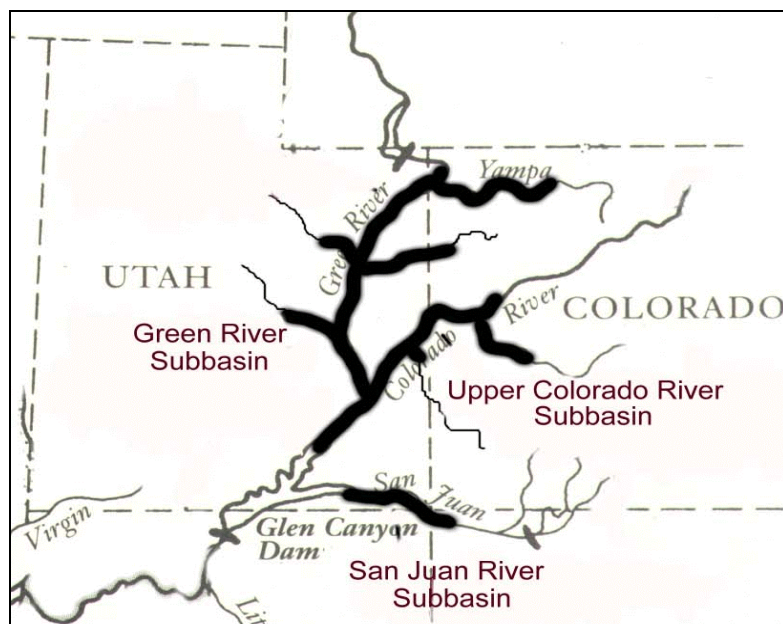 Yampa
Green River
UTAH
Colorado River
COLORADO
Green River
Subbasin
Upper Colorado River
Subbasin
San Juan
Virgin
Glen Canyon
Dam
San Juan River
Subbasin